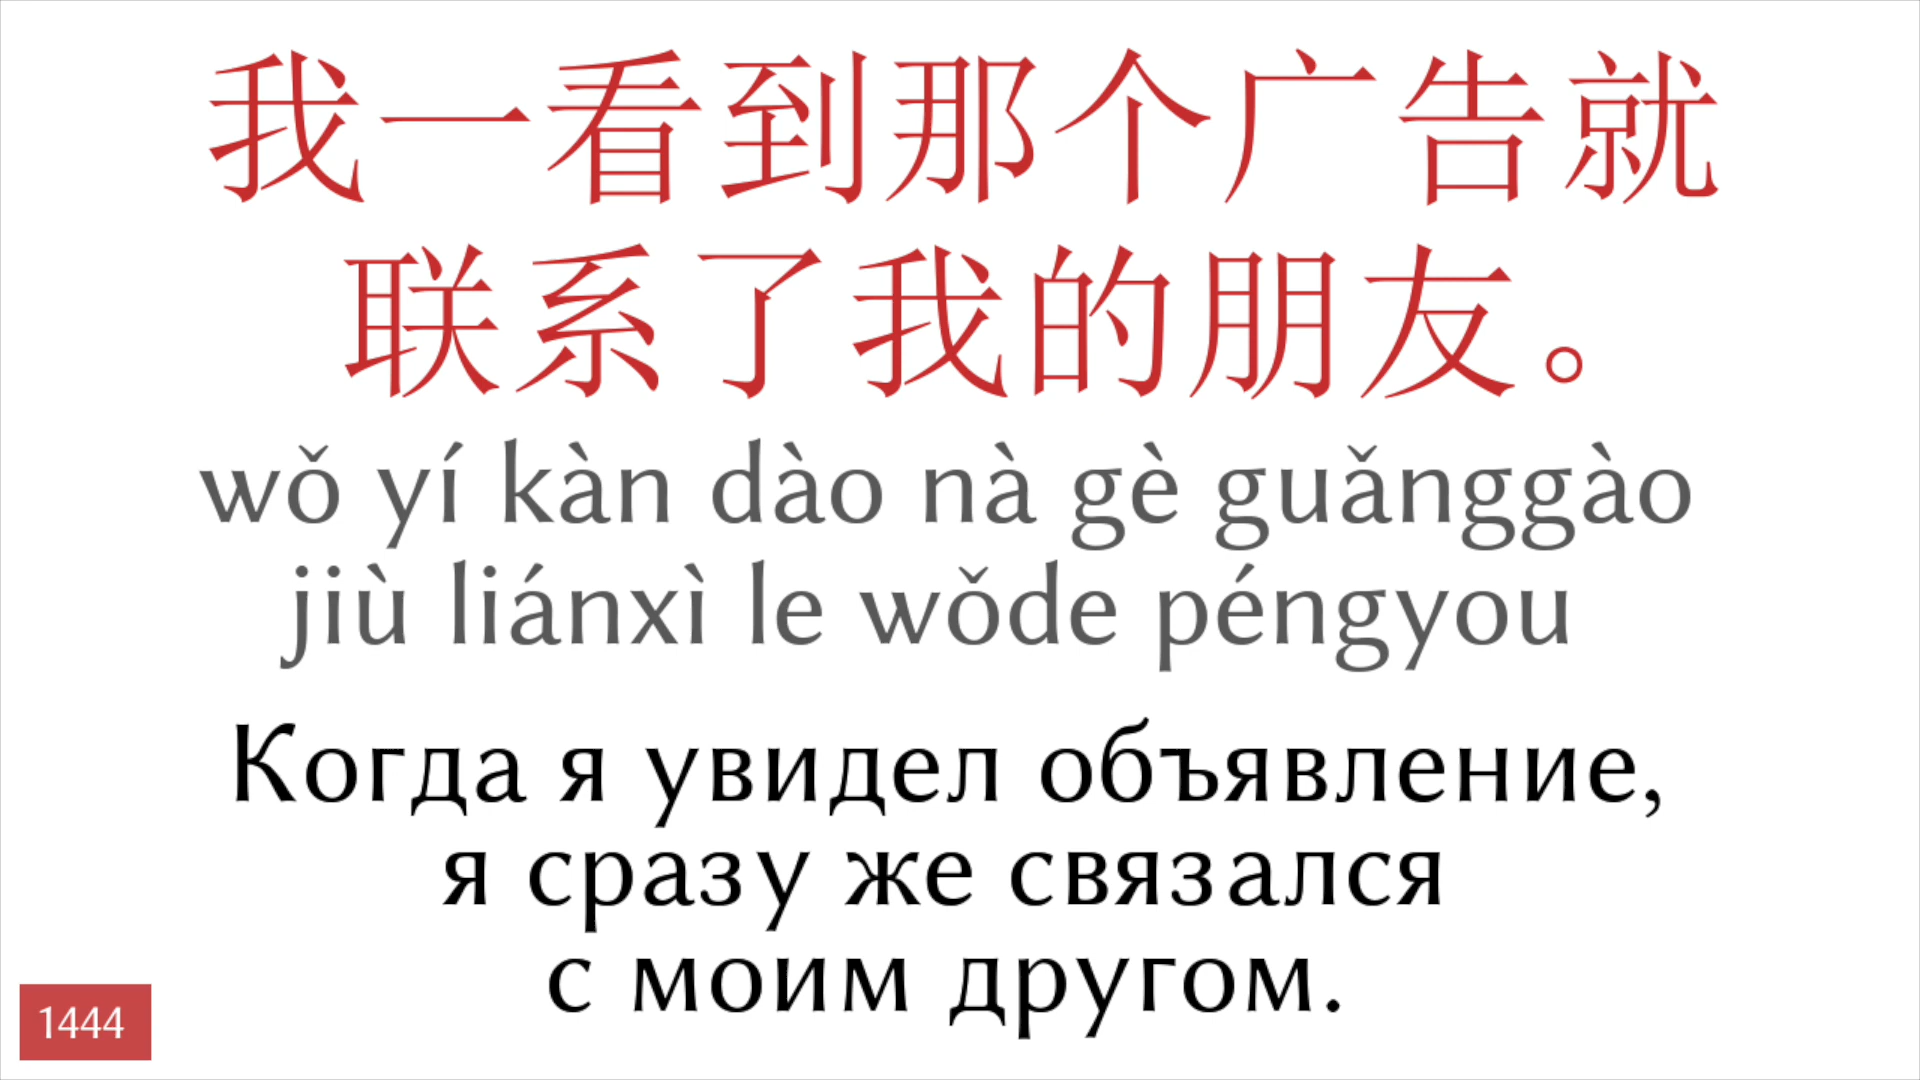 我一看到那个广告就
联系了我的朋友。
wǒ yí kàn dào nà gè guǎnggào
jiù liánxì le wǒde péngyou
Когда я увидел объявление,
я сразу же связался
с моим другом.
1444